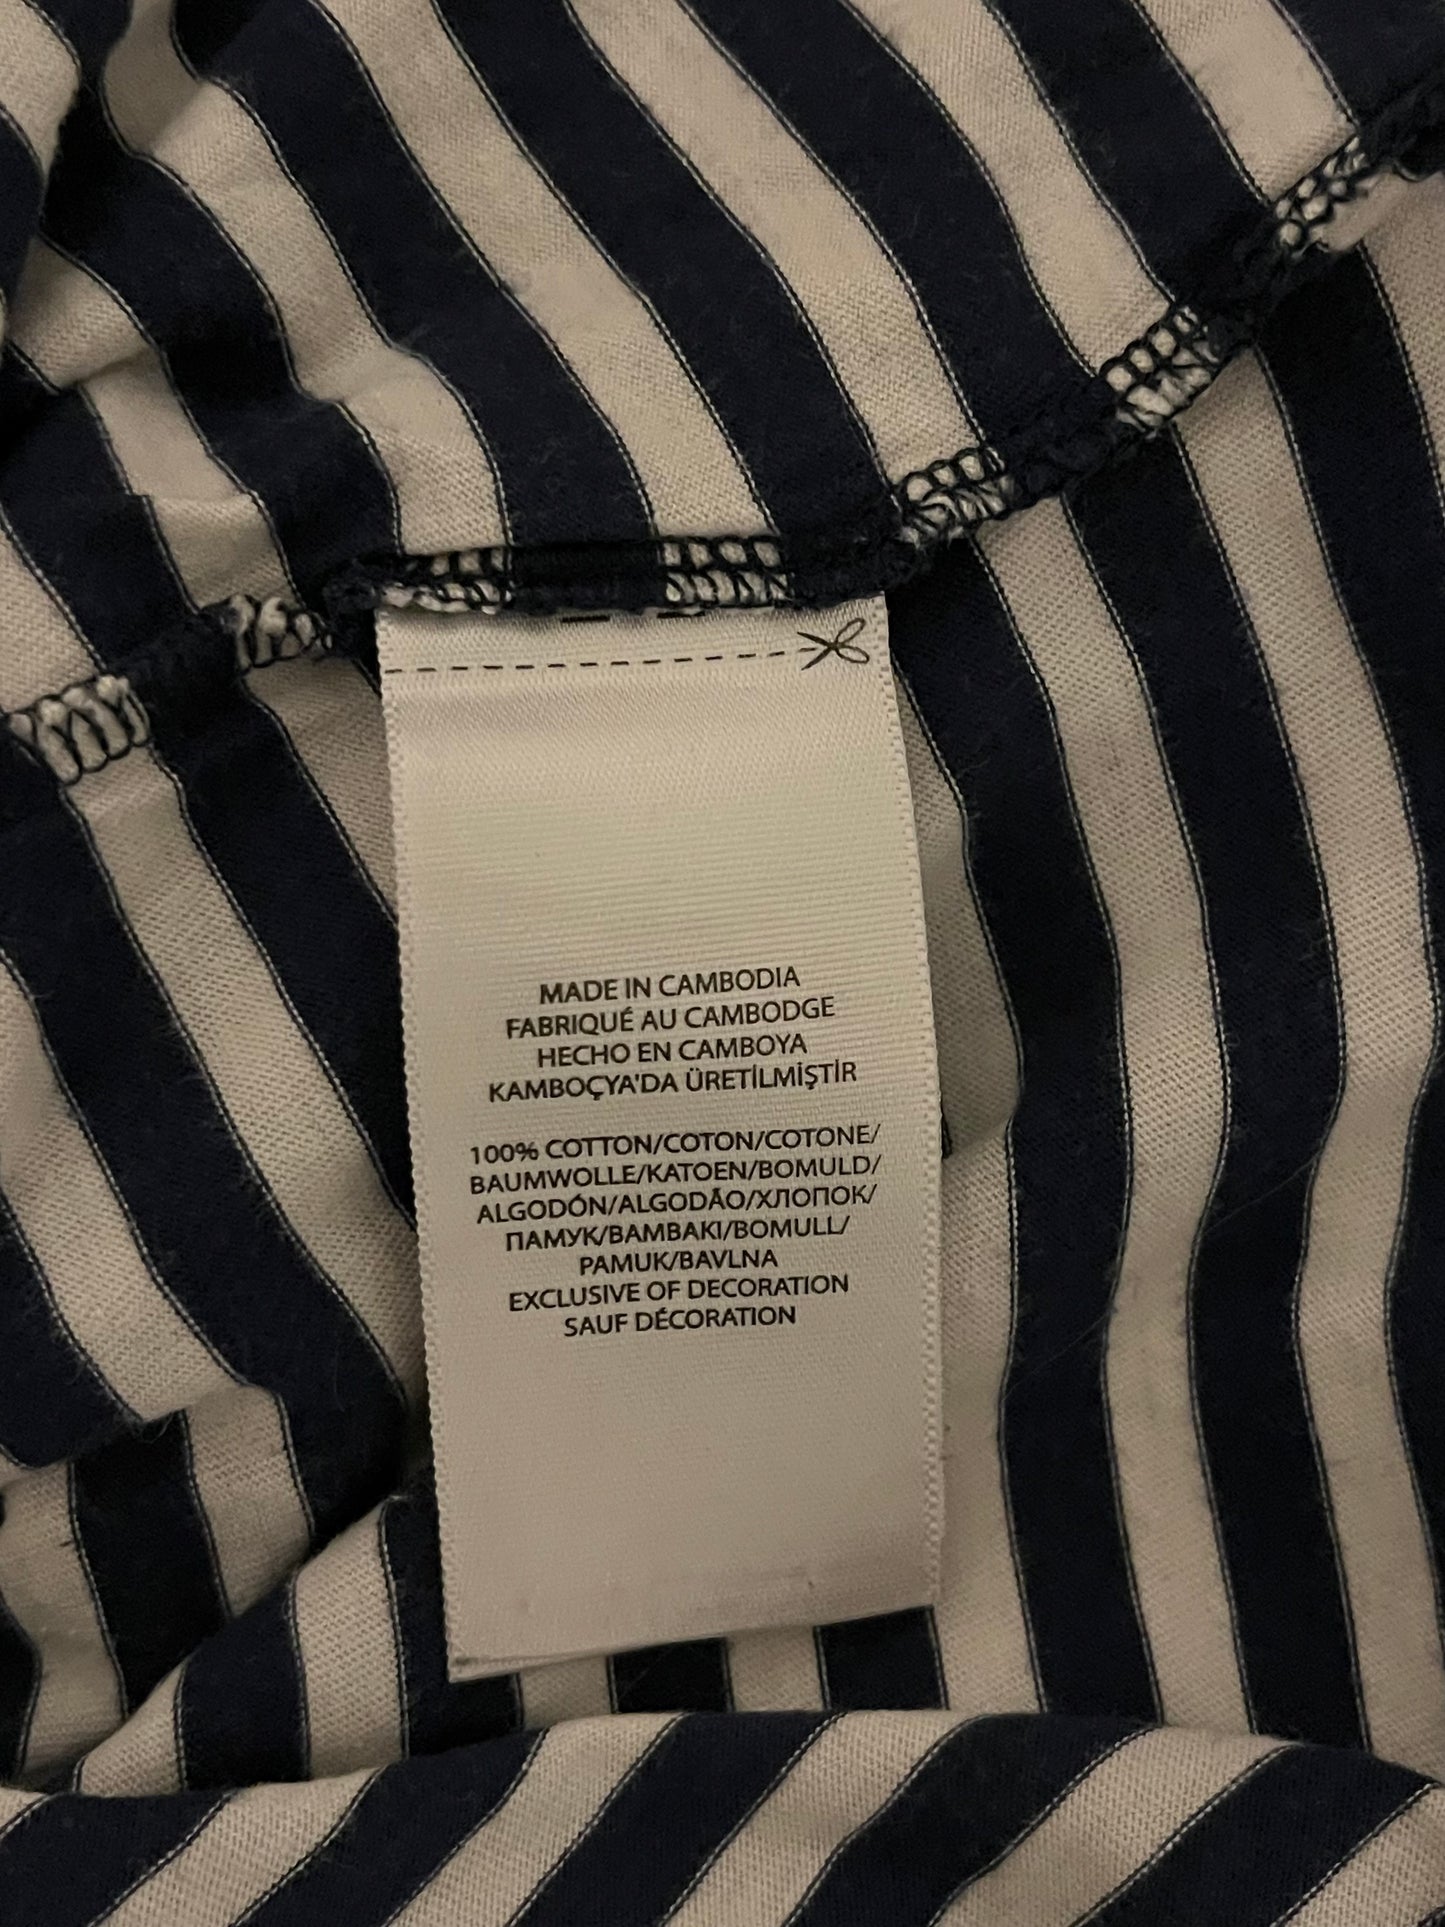 MADE IN CAMBODIA
FABRIQUÉ AU CAMBODGE
HECHO EN CAMBOYA
KAMBOÇYA'DA ÜRETİLMİŞTİR
100% COTTON/COTON/COTONE/
BAUMWOLLE/KATOEN/BOMULD/
ALGODÓN/ALGODÃO/ХЛОПОК/
ПАМУК/BAMBAKI/BOMULL/
PAMUK/BAVLNA
EXCLUSIVE OF DECORATION
SAUF DÉCORATION